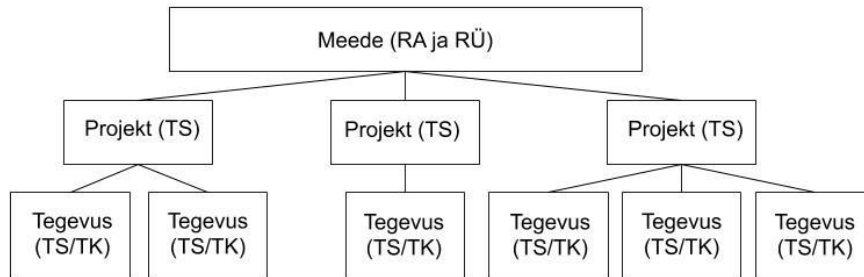 Meede (RA ja RÜ)
Projekt (TS)
Projekt (TS)
Projekt (TS)
Tegevus
(TS/TK)
Tegevus
(TS/TK)
Tegevus
(TS/TK)
Tegevus
(TS/TK)
Tegevus
(TS/TK)
Tegevus
(TS/TK)